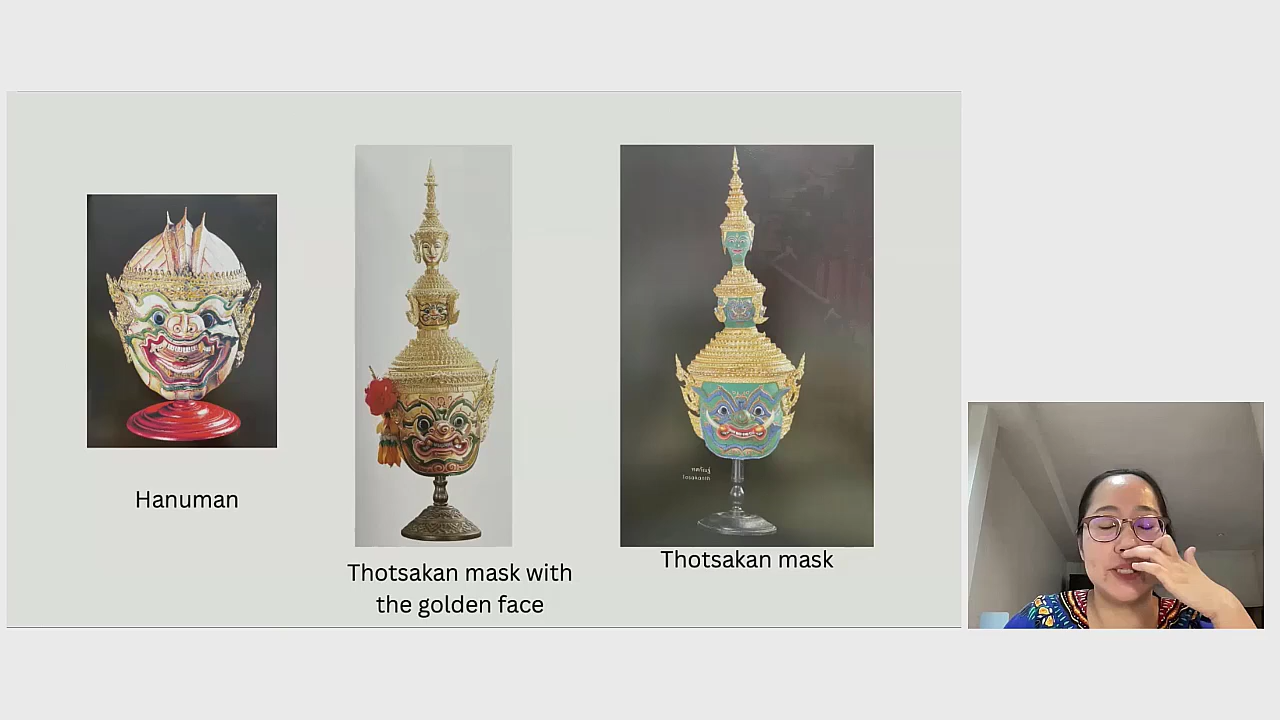 Hanuman
Thotsakan mask with
the golden face
Thotsakan mask